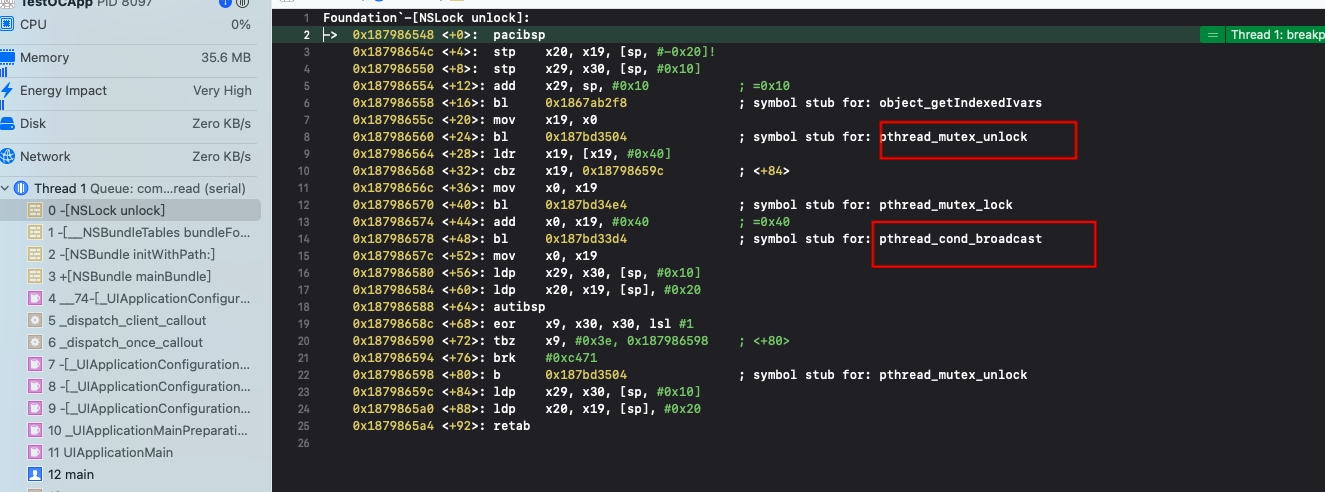 TestOCApp PID 8097
CPU 0%
Memory 35.6 MB
Energy Impact Very High
Disk Zero KB/s
Network Zero KB/s
Thread 1 Queue: com...read (serial)
0 -[NSLock unlock]
1 -[__NSBundleTables bundleFo...
2 -[NSBundle initWithPath:]
3 +[NSBundle mainBundle]
4 __74-[_UIApplicationConfigur...
5 _dispatch_client_callout
6 _dispatch_once_callout
7 -[_UIApplicationConfiguration...
8 -[_UIApplicationConfiguration...
9 -[_UIApplicationConfiguration...
10 _UIApplicationMainPreparati...
11 UIApplicationMain
12 main
1 Foundation`-[NSLock unlock]:
2 -> 0x187986548 <+0>: pacibsp = Thread 1: breakp
3 0x18798654c <+4>: stp x20, x19, [sp, #-0x20]!
4 0x187986550 <+8>: stp x29, x30, [sp, #0x10]
5 0x187986554 <+12>: add x29, sp, #0x10 ; =0x10
6 0x187986558 <+16>: bl 0x1867ab2f8 ; symbol stub for: object_getIndexedIvars
7 0x18798655c <+20>: mov x19, x0
8 0x187986560 <+24>: bl 0x187bd3504 ; symbol stub for: pthread_mutex_unlock
9 0x187986564 <+28>: ldr x19, [x19, #0x40]
10 0x187986568 <+32>: cbz x19, 0x18798659c ; <+84>
11 0x18798656c <+36>: mov x0, x19
12 0x187986570 <+40>: bl 0x187bd34e4 ; symbol stub for: pthread_mutex_lock
13 0x187986574 <+44>: add x0, x19, #0x40 ; =0x40
14 0x187986578 <+48>: bl 0x187bd33d4 ; symbol stub for: pthread_cond_broadcast
15 0x18798657c <+52>: mov x0, x19
16 0x187986580 <+56>: ldp x29, x30, [sp, #0x10]
17 0x187986584 <+60>: ldp x20, x19, [sp], #0x20
18 0x187986588 <+64>: autibsp
19 0x18798658c <+68>: eor x9, x30, x30, lsl #1
20 0x187986590 <+72>: tbz x9, #0x3e, 0x187986598 ; <+80>
21 0x187986594 <+76>: brk #0xc471
22 0x187986598 <+80>: b 0x187bd3504 ; symbol stub for: pthread_mutex_unlock
23 0x18798659c <+84>: ldp x29, x30, [sp, #0x10]
24 0x1879865a0 <+88>: ldp x20, x19, [sp], #0x20
25 0x1879865a4 <+92>: retab
26